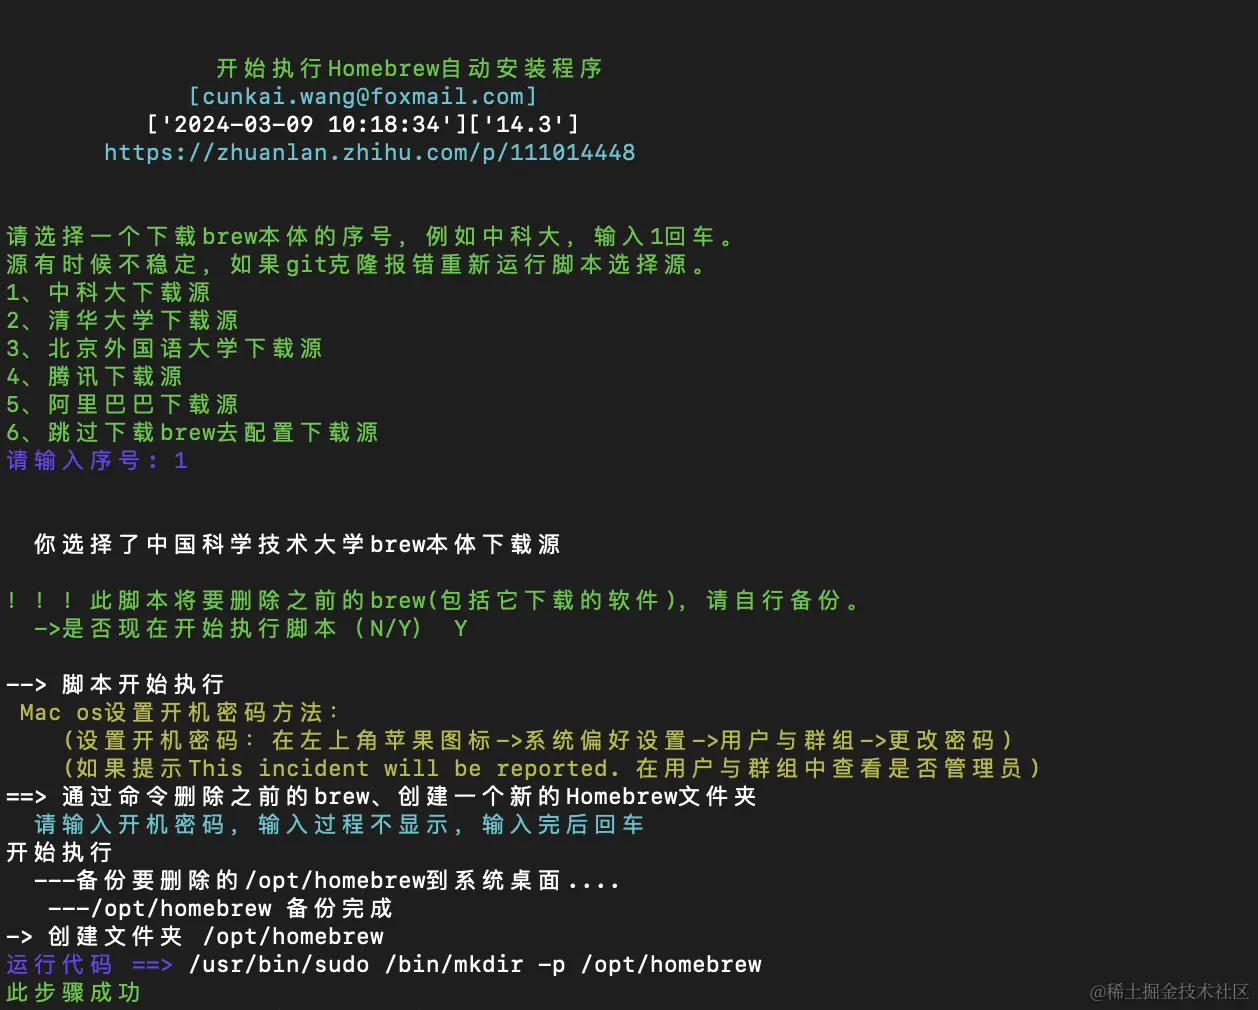 开始执行Homebrew自动安装程序
[cunkai.wang@foxmail.com]
['2024-03-09 10:18:34']['14.3']
https://zhuanlan.zhihu.com/p/111014448
请选择一个下载brew本体的序号,例如中科大,输入1回车。
源有时候不稳定,如果git克隆报错重新运行脚本选择源。
1、中科大下载源
2、清华大学下载源
3、北京外国语大学下载源
4、腾讯下载源
5、阿里巴巴下载源
6、跳过下载brew去配置下载源
请输入序号: 1
你选择了中国科学技术大学brew本体下载源
!!!此脚本将要删除之前的brew(包括它下载的软件),请自行备份。
->是否现在开始执行脚本(N/Y) Y
--> 脚本开始执行
Mac os设置开机密码方法:
(设置开机密码:在左上角苹果图标->系统偏好设置->用户与群组->更改密码)
(如果提示This incident will be reported. 在用户与群组中查看是否管理员)
==> 通过命令删除之前的brew、创建一个新的Homebrew文件夹
请输入开机密码,输入过程不显示,输入完后回车
开始执行
---备份要删除的/opt/homebrew到系统桌面....
---/opt/homebrew 备份完成
-> 创建文件夹 /opt/homebrew
运行代码 ==> /usr/bin/sudo /bin/mkdir -p /opt/homebrew
此步骤成功
@稀土掘金技术社区